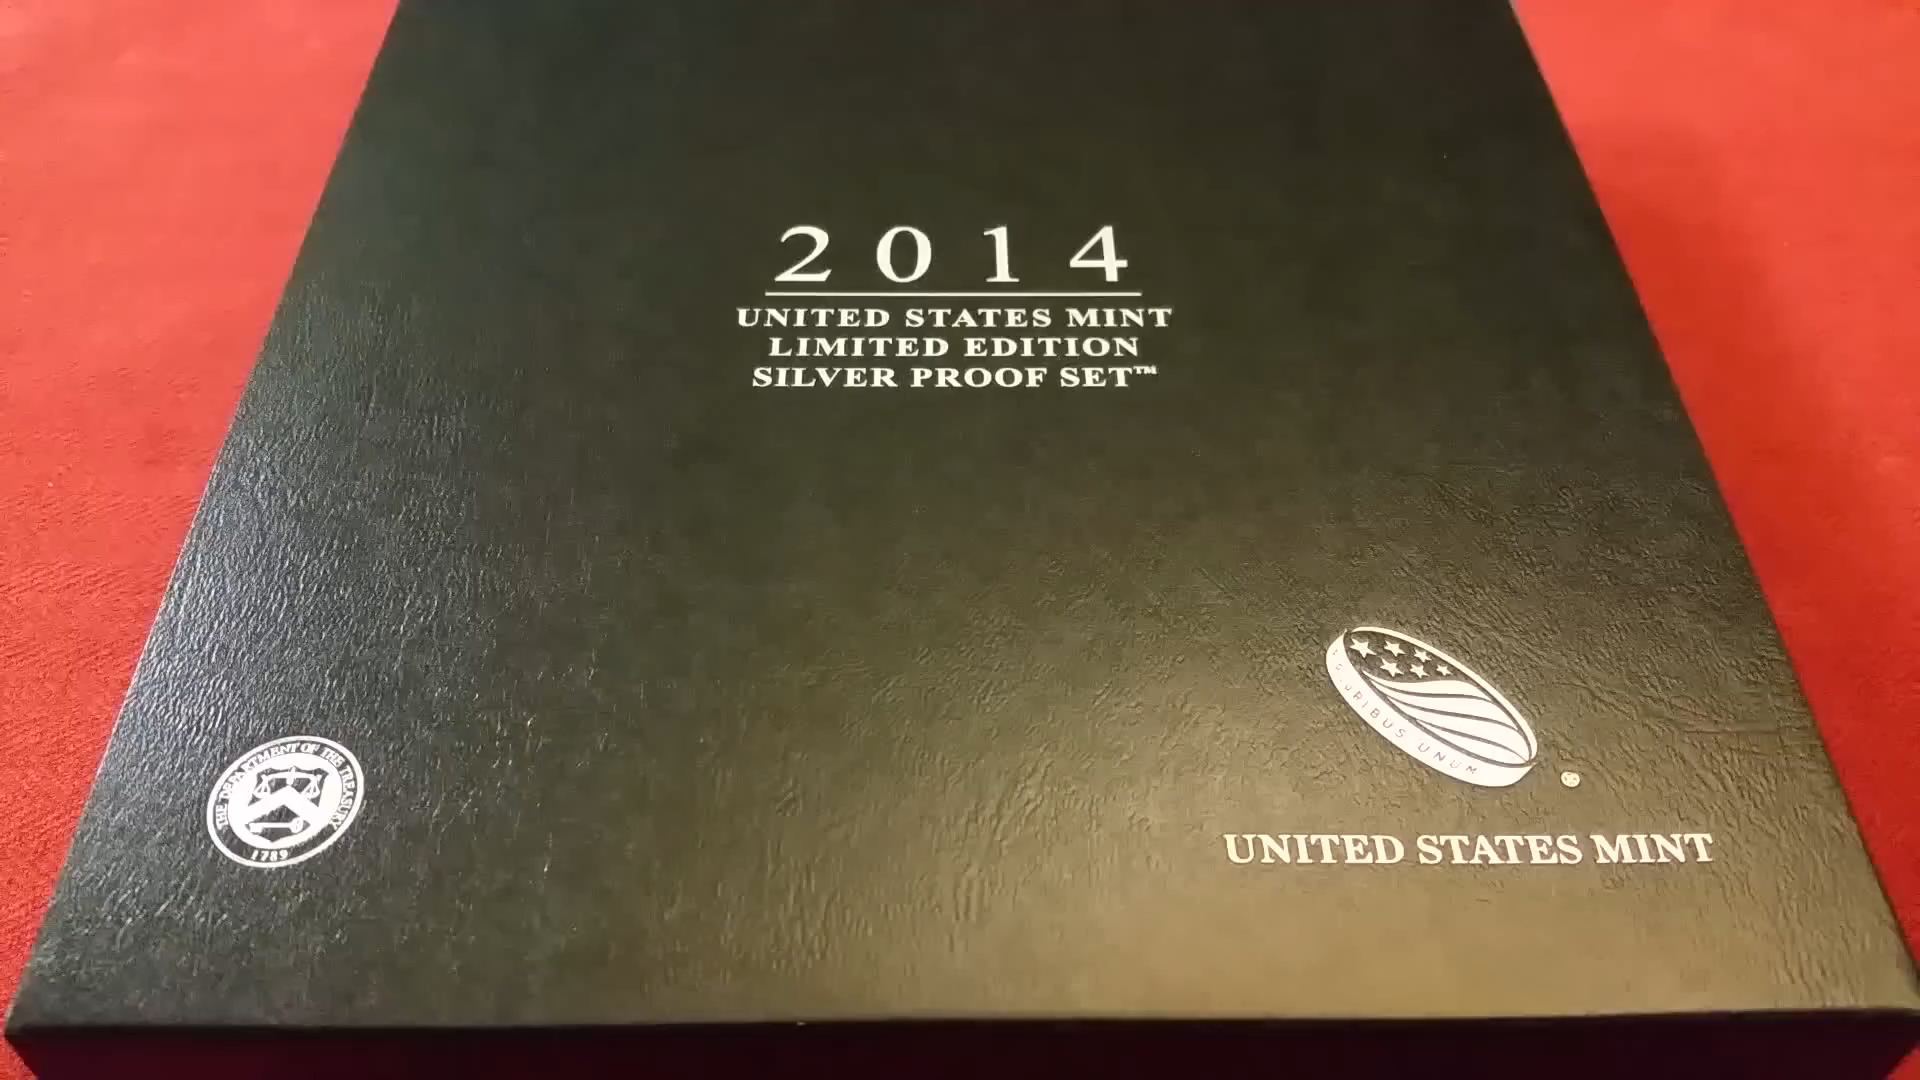 2014
UNITED STATES MINT
LIMITED EDITION
SILVER PROOF SET™
THE DEPARTMENT OF THE TREASURY
1789
PLURIBUS UNUM
UNITED STATES MINT